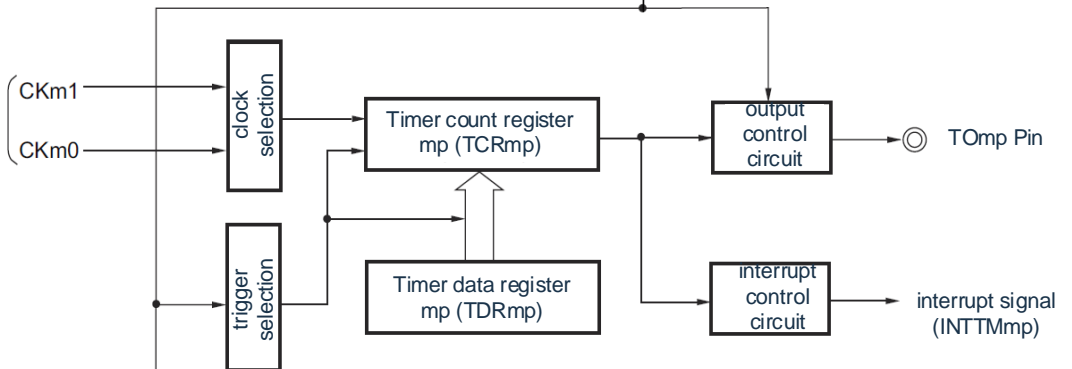 CKm1
CKm0
clock
selection
Timer count register
mp (TCRmp)
output
control
circuit
TOmp Pin
trigger
selection
Timer data register
mp (TDRmp)
interrupt
control
circuit
interrupt signal
(INTTMmp)